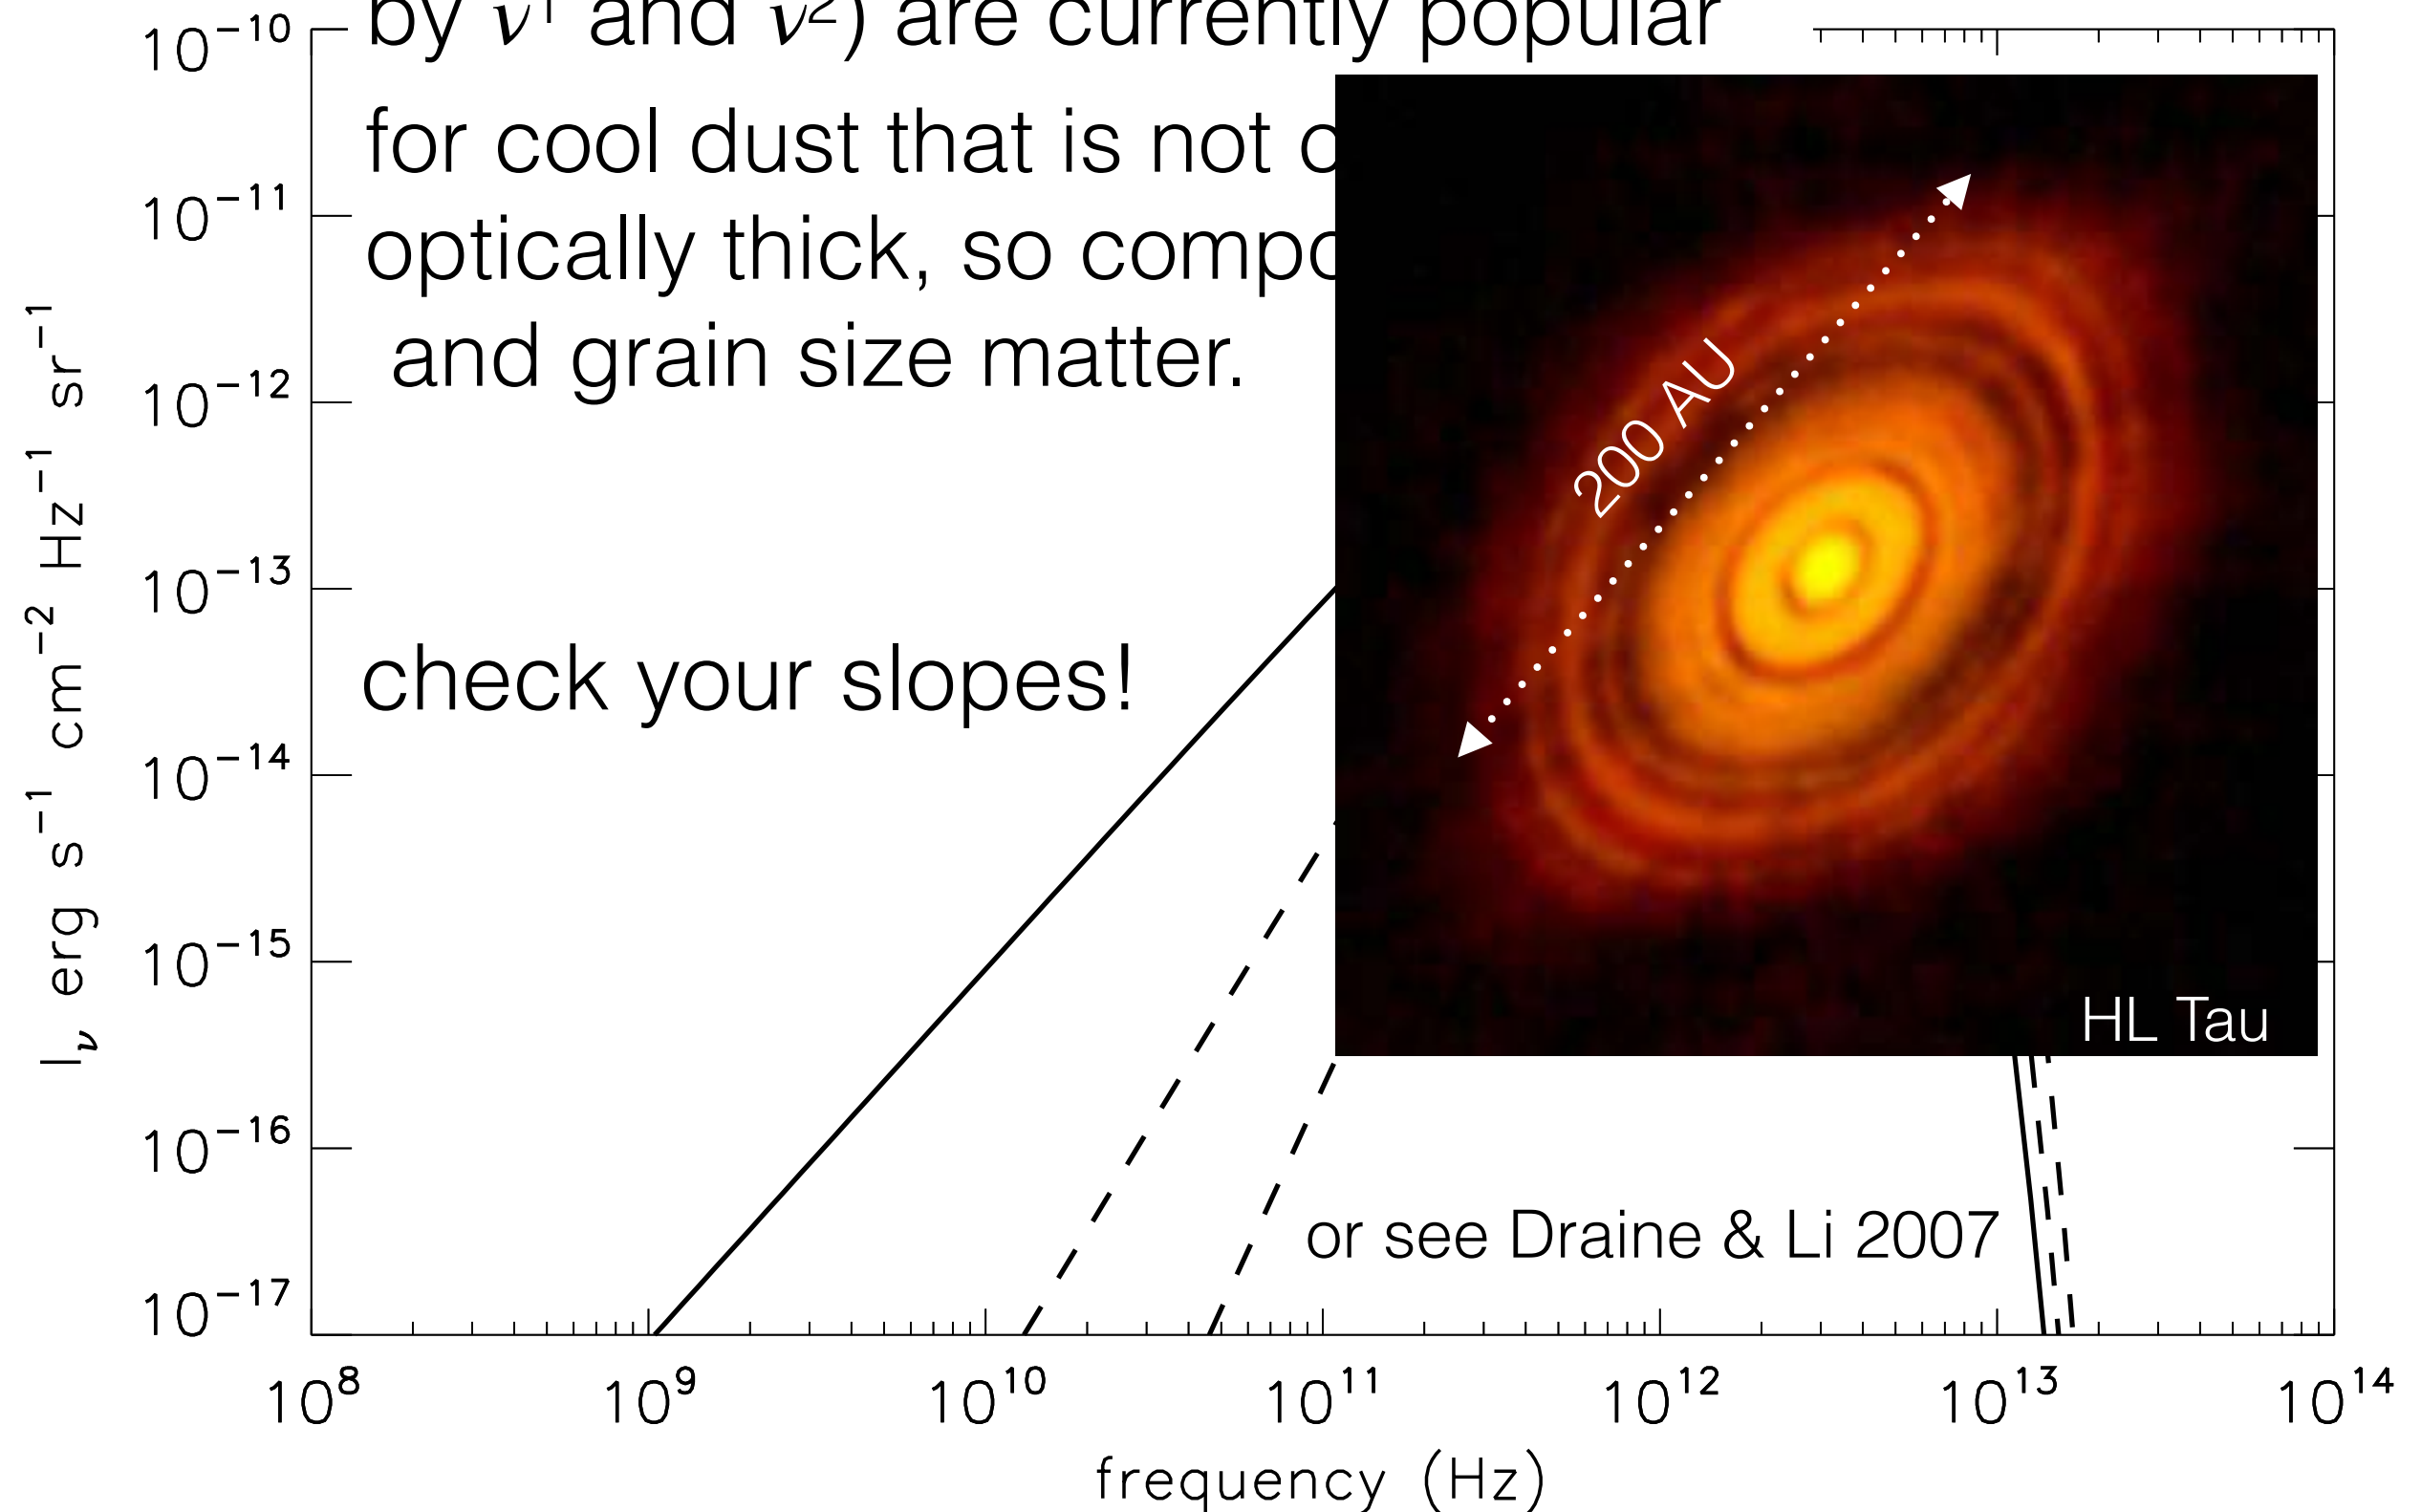 by ν¹ and ν²) are currently popular
for cool dust that is not
optically thick, so
and grain size matter.
check your slopes!
200 AU
HL Tau
or see Draine & Li 2007
10⁻¹⁰
10⁻¹¹
10⁻¹²
10⁻¹³
10⁻¹⁴
10⁻¹⁵
10⁻¹⁶
10⁻¹⁷
I_ν erg s⁻¹ cm⁻² Hz⁻¹ sr⁻¹
10⁸ 10⁹ 10¹⁰ 10¹¹ 10¹² 10¹³ 10¹⁴
frequency (Hz)